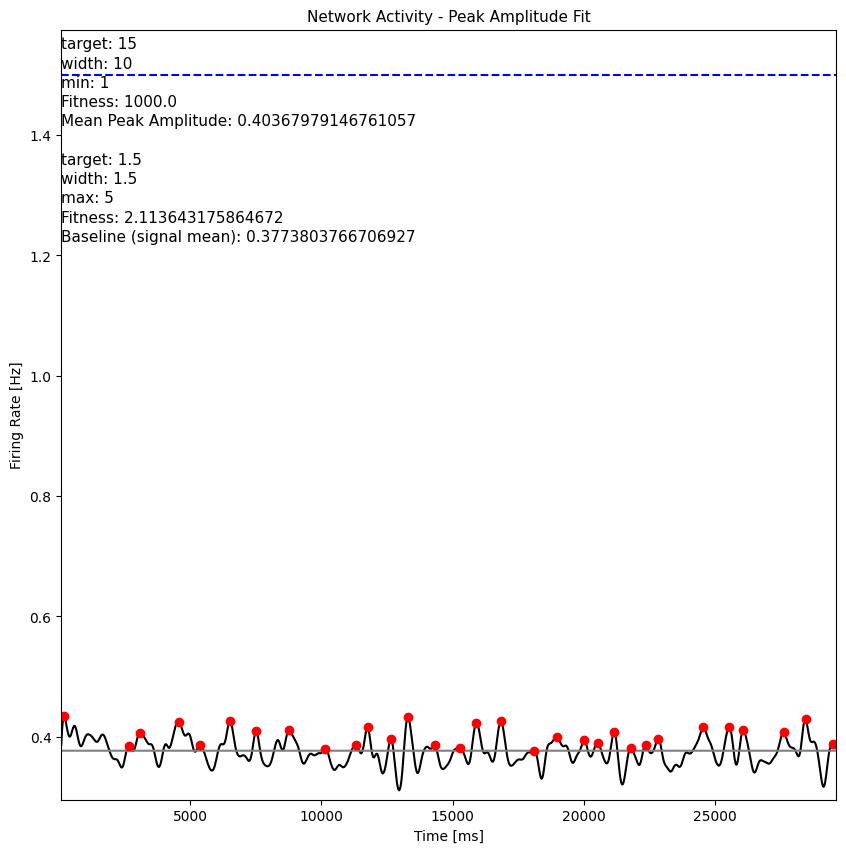 Network Activity - Peak Amplitude Fit
target: 15
width: 10
min: 1
Fitness: 1000.0
Mean Peak Amplitude: 0.40367979146761057
target: 1.5
width: 1.5
max: 5
Fitness: 2.113643175864672
Baseline (signal mean): 0.3773803766706927
1.4
1.2
1.0
0.8
0.6
0.4
Firing Rate [Hz]
5000 10000 15000 20000 25000
Time [ms]